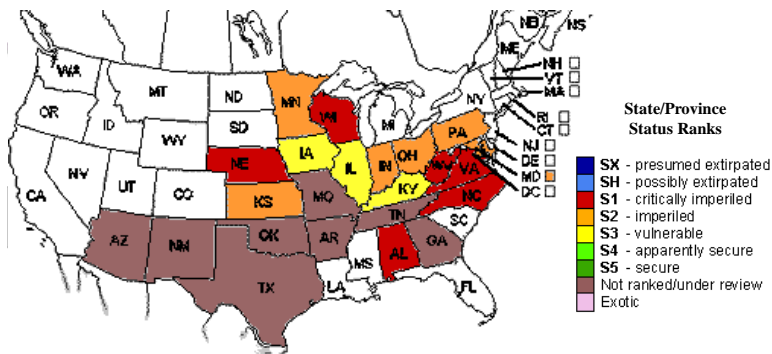 NB
NS
ME
WA
MT
ND
MN
NH
VT
MA
OR
ID
SD
WI
MI
NY
WY
RI
CT
NJ
DE
MD
DC
NE
IA
IL
IN
OH
PA
NV
UT
CO
KS
MO
KY
WV
VA
CA
AZ
NM
OK
AR
TN
NC
SC
TX
LA
MS
AL
GA
FL
State/Province
Status Ranks
SX - presumed extirpated
SH - possibly extirpated
S1 - critically imperiled
S2 - imperiled
S3 - vulnerable
S4 - apparently secure
S5 - secure
Not ranked/under review
Exotic